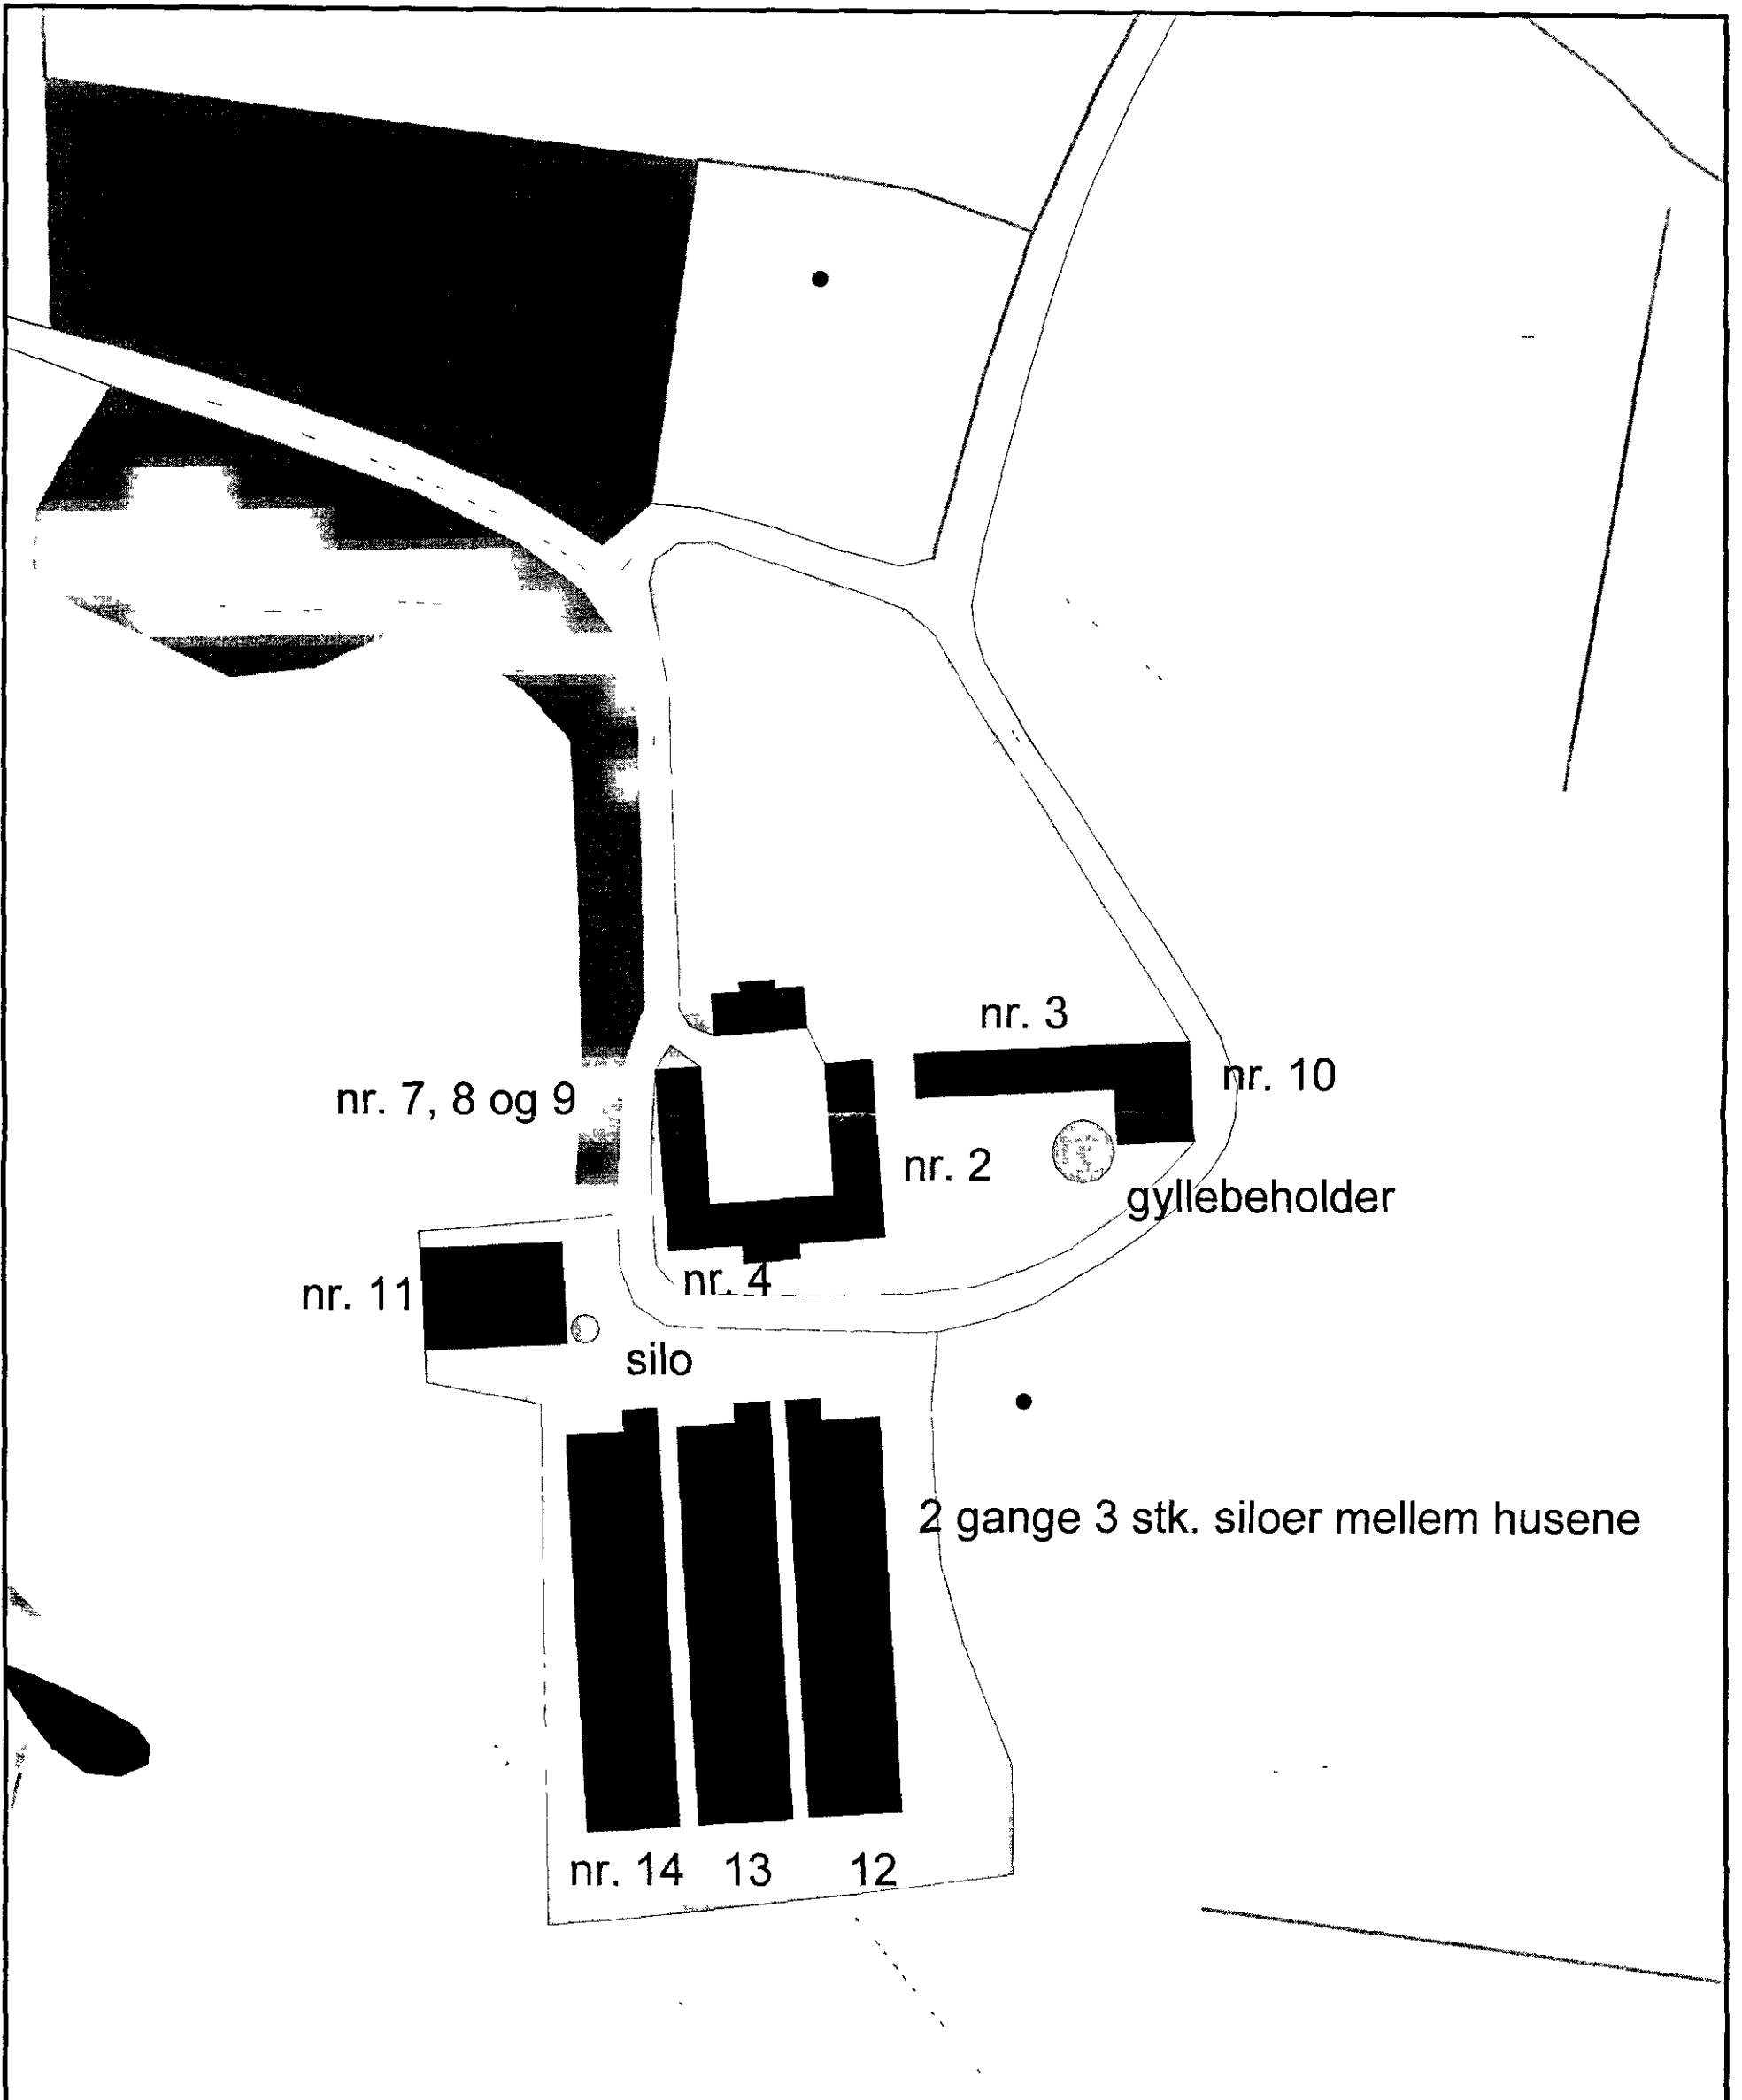 nr. 3
nr. 10
nr. 7, 8 og 9
nr. 2
gyllebeholder
nr. 4
nr. 11
silo
2 gange 3 stk. siloer mellem husene
nr. 14 13 12